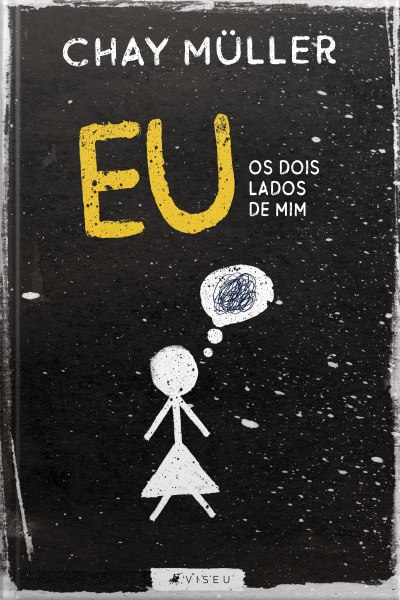 CHAY MÜLLER
EU
OS DOIS
LADOS
DE MIM
VISEU